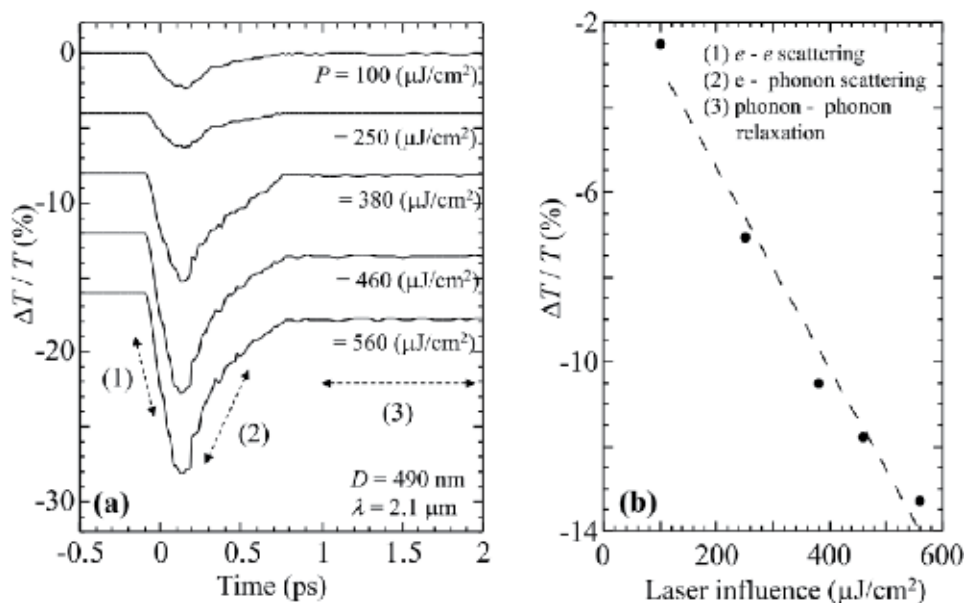 0
P = 100 (μJ/cm²)
− 250 (μJ/cm²)
-10
= 380 (μJ/cm²)
ΔT / T (%)
− 460 (μJ/cm²)
-20
= 560 (μJ/cm²)
(1)
(2)
(3)
D = 490 nm
-30
(a)
λ = 2.1 μm
-0.5
0
0.5
1
1.5
2
Time (ps)
-2
(1) e - e scattering
(2) e - phonon scattering
(3) phonon - phonon
relaxation
-6
ΔT / T (%)
-10
(b)
-14
0
200
400
600
Laser influence (μJ/cm²)